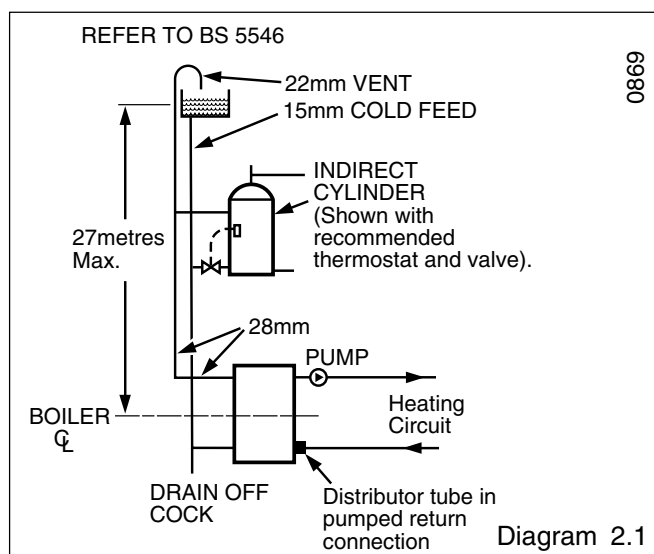 REFER TO BS 5546
0869
22mm VENT
15mm COLD FEED
INDIRECT
CYLINDER
(Shown with
recommended
thermostat and valve).
27metres
Max.
28mm
PUMP
Heating
Circuit
BOILER
℄
DRAIN OFF
COCK
Distributor tube in
pumped return
connection
Diagram 2.1